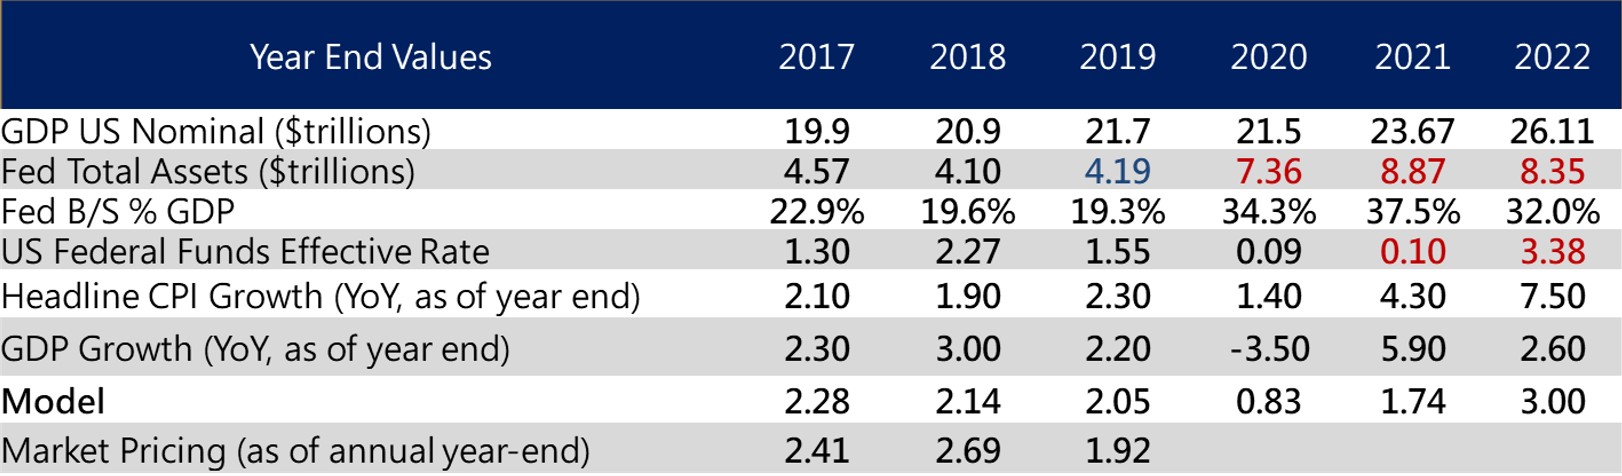 Year End Values 2017 2018 2019 2020 2021 2022
GDP US Nominal ($trillions) 19.9 20.9 21.7 21.5 23.67 26.11
Fed Total Assets ($trillions) 4.57 4.10 4.19 7.36 8.87 8.35
Fed B/S % GDP 22.9% 19.6% 19.3% 34.3% 37.5% 32.0%
US Federal Funds Effective Rate 1.30 2.27 1.55 0.09 0.10 3.38
Headline CPI Growth (YoY, as of year end) 2.10 1.90 2.30 1.40 4.30 7.50
GDP Growth (YoY, as of year end) 2.30 3.00 2.20 -3.50 5.90 2.60
Model 2.28 2.14 2.05 0.83 1.74 3.00
Market Pricing (as of annual year-end) 2.41 2.69 1.92